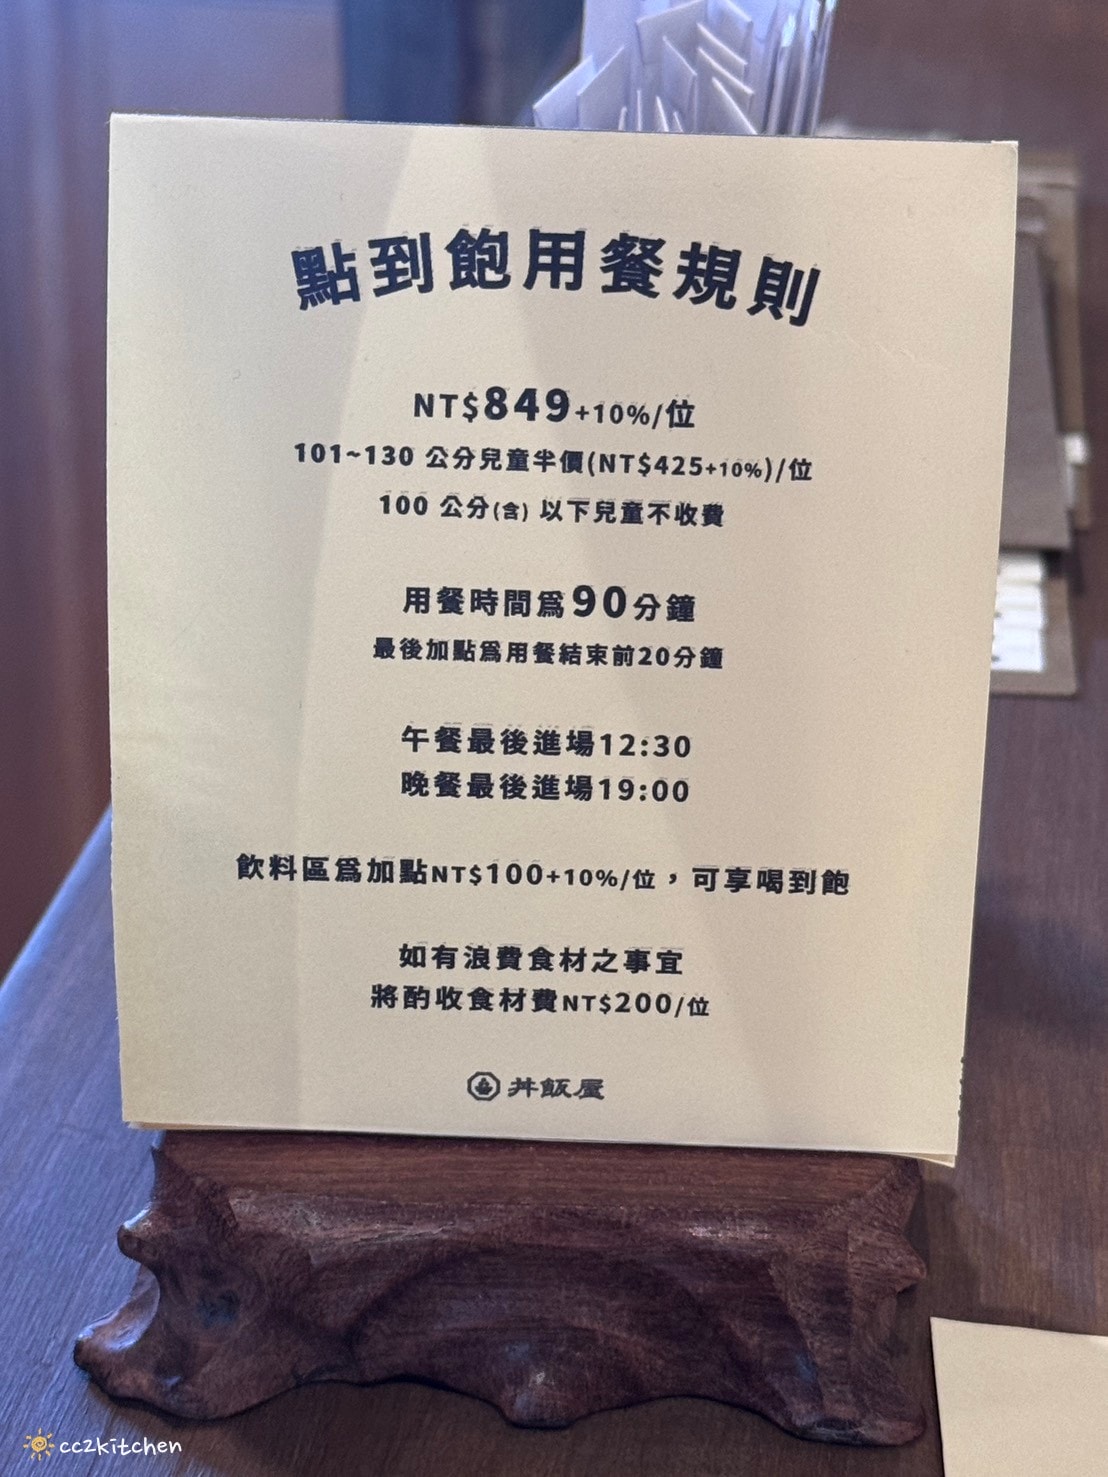 點到飽用餐規則
NT$849+10%/位
101~130 公分兒童半價(NT$425+10%)/位
100 公分(含) 以下兒童不收費
用餐時間爲90分鐘
最後加點爲用餐結束前20分鐘
午餐最後進場12:30
晚餐最後進場19:00
飲料區爲加點NT$100+10%/位，可享喝到飽
如有浪費食材之事宜
將酌收食材費NT$200/位
丼飯屋
cc2kitchen